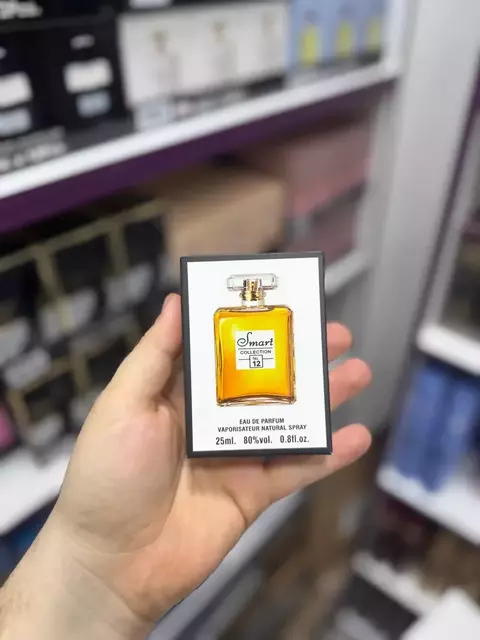 Smart
COLLECTION
No
12
EAU DE PARFUM
VAPORISATEUR NATURAL SPRAY
25ml. 80%vol. 0.8fl.oz.